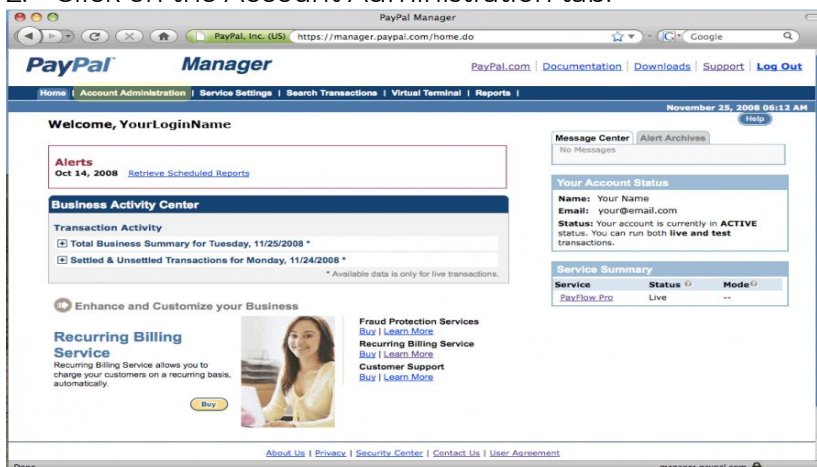 2. Click on the Account Administration tab.
PayPal Manager
PayPal, Inc. (US) https://manager.paypal.com/home.do
Google
PayPal Manager
PayPal.com | Documentation | Downloads | Support | Log Out
Home | Account Administration | Service Settings | Search Transactions | Virtual Terminal | Reports |
November 25, 2008 06:12 AM
Help
Welcome, YourLoginName
Alerts
Oct 14, 2008 Retrieve Scheduled Reports
Business Activity Center
Transaction Activity
Total Business Summary for Tuesday, 11/25/2008 *
Settled & Unsettled Transactions for Monday, 11/24/2008 *
* Available data is only for live transactions.
Enhance and Customize your Business
Recurring Billing
Service
Recurring Billing Service allows you to
charge your customers on a recurring basis,
automatically.
Buy
Fraud Protection Services
Buy | Learn More
Recurring Billing Service
Buy | Learn More
Customer Support
Buy | Learn More
Message Center Alert Archives
No Messages
Your Account Status
Name: Your Name
Email: your@email.com
Status: Your account is currently in ACTIVE
status. You can run both live and test
transactions.
Service Summary
Service Status Mode
PayFlow Pro Live --
About Us | Privacy | Security Center | Contact Us | User Agreement
Done
manager.paypal.com